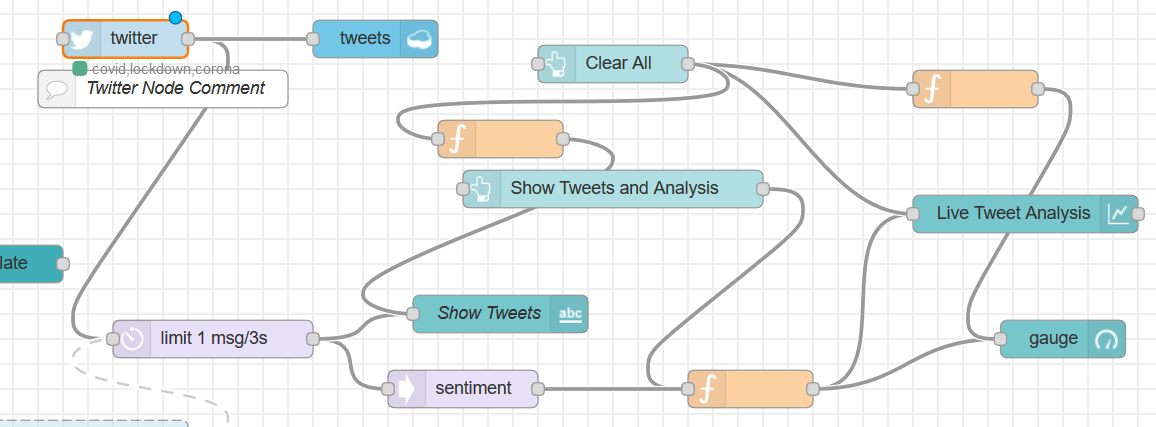 twitter
tweets
covid,lockdown,corona
Twitter Node Comment
Clear All
Show Tweets and Analysis
Live Tweet Analysis
late
Show Tweets
abc
limit 1 msg/3s
gauge
sentiment